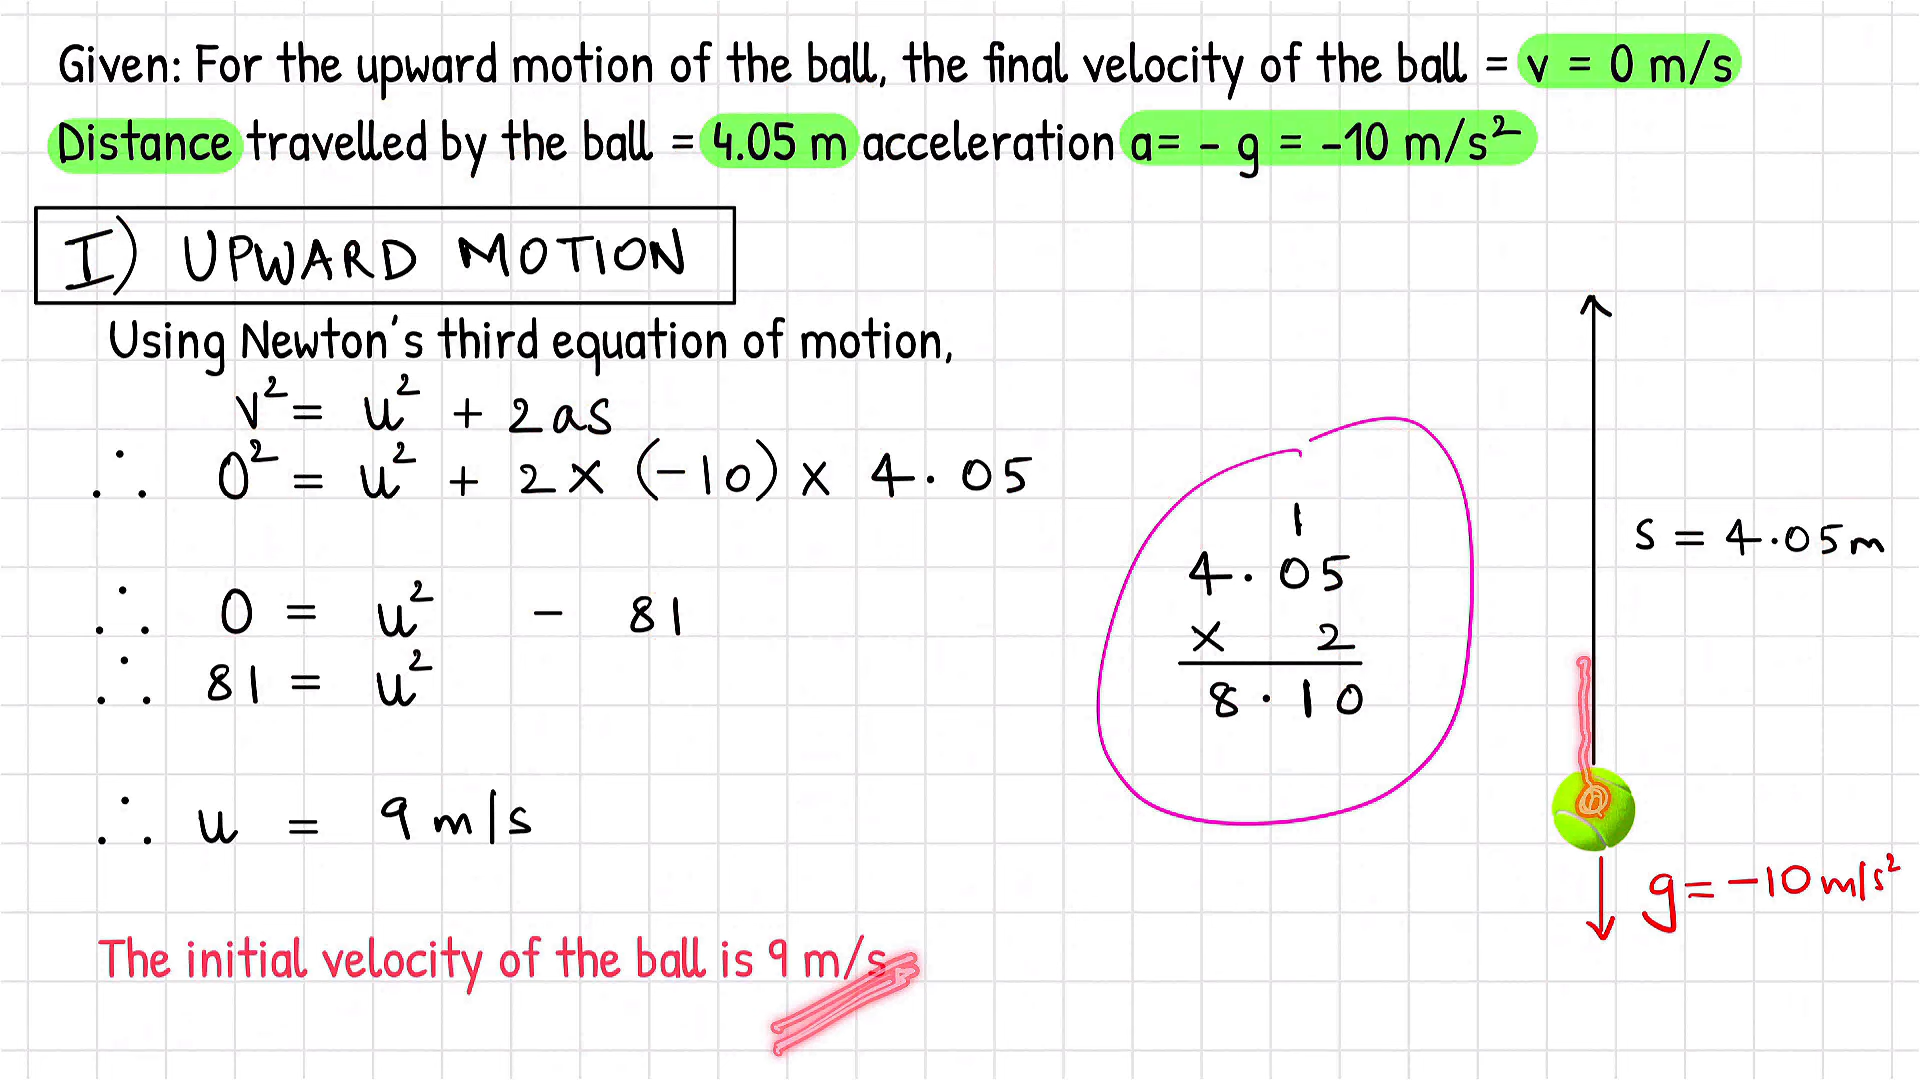 Given: For the upward motion of the ball, the final velocity of the ball = v = 0 m/s
Distance travelled by the ball = 4.05 m acceleration a= - g = -10 m/s²
I) UPWARD MOTION
Using Newton's third equation of motion,
v² = u² + 2as
∴ 0² = u² + 2 × (-10) × 4.05
∴ 0 = u² - 81
∴ 81 = u²
∴ u = 9 m/s
The initial velocity of the ball is 9 m/s
1
4.05
× 2
8.10
s = 4.05m
g = -10 m/s²